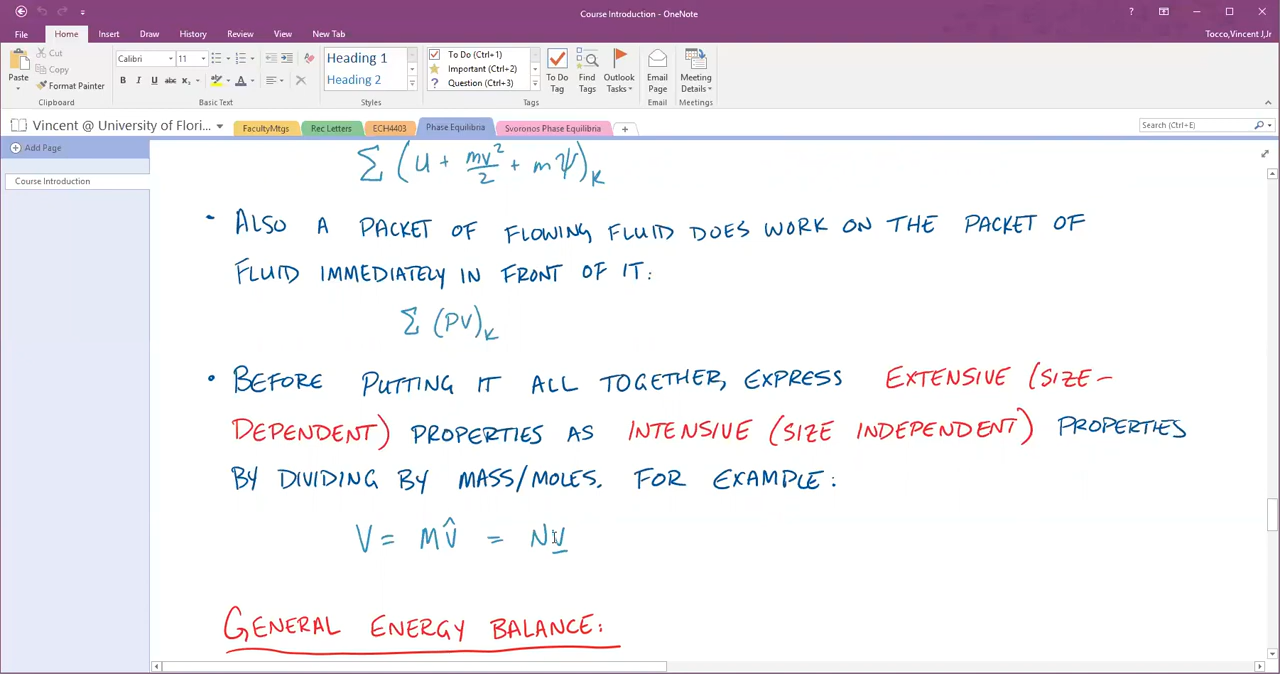 Course Introduction - OneNote
?
File Home Insert Draw History Review View New Tab
Tocco,Vincent J,Jr
Paste
Cut
Copy
Format Painter
Clipboard
Calibri 11
B I U abc
A
Basic Text
Heading 1
Heading 2
Styles
To Do (Ctrl+1)
Important (Ctrl+2)
? Question (Ctrl+3)
To Do Tag
Find Tags
Outlook Tasks
Tags
Email Page
Email
Meeting Details
Meetings
Vincent @ University of Flori... FacultyMtgs Rec Letters ECH4403 Phase Equilibria Svoronos Phase Equilibria +
Search (Ctrl+E)
Add Page
Course Introduction
Σ (U + mv²/2 + mψ)K
• ALSO A PACKET OF FLOWING FLUID DOES WORK ON THE PACKET OF
FLUID IMMEDIATELY IN FRONT OF IT:
Σ (PV)K
• BEFORE PUTTING IT ALL TOGETHER, EXPRESS EXTENSIVE (SIZE-
DEPENDENT) PROPERTIES AS INTENSIVE (SIZE INDEPENDENT) PROPERTIES
BY DIVIDING BY MASS/MOLES. FOR EXAMPLE:
V = MV̂ = NV̲
GENERAL ENERGY BALANCE: